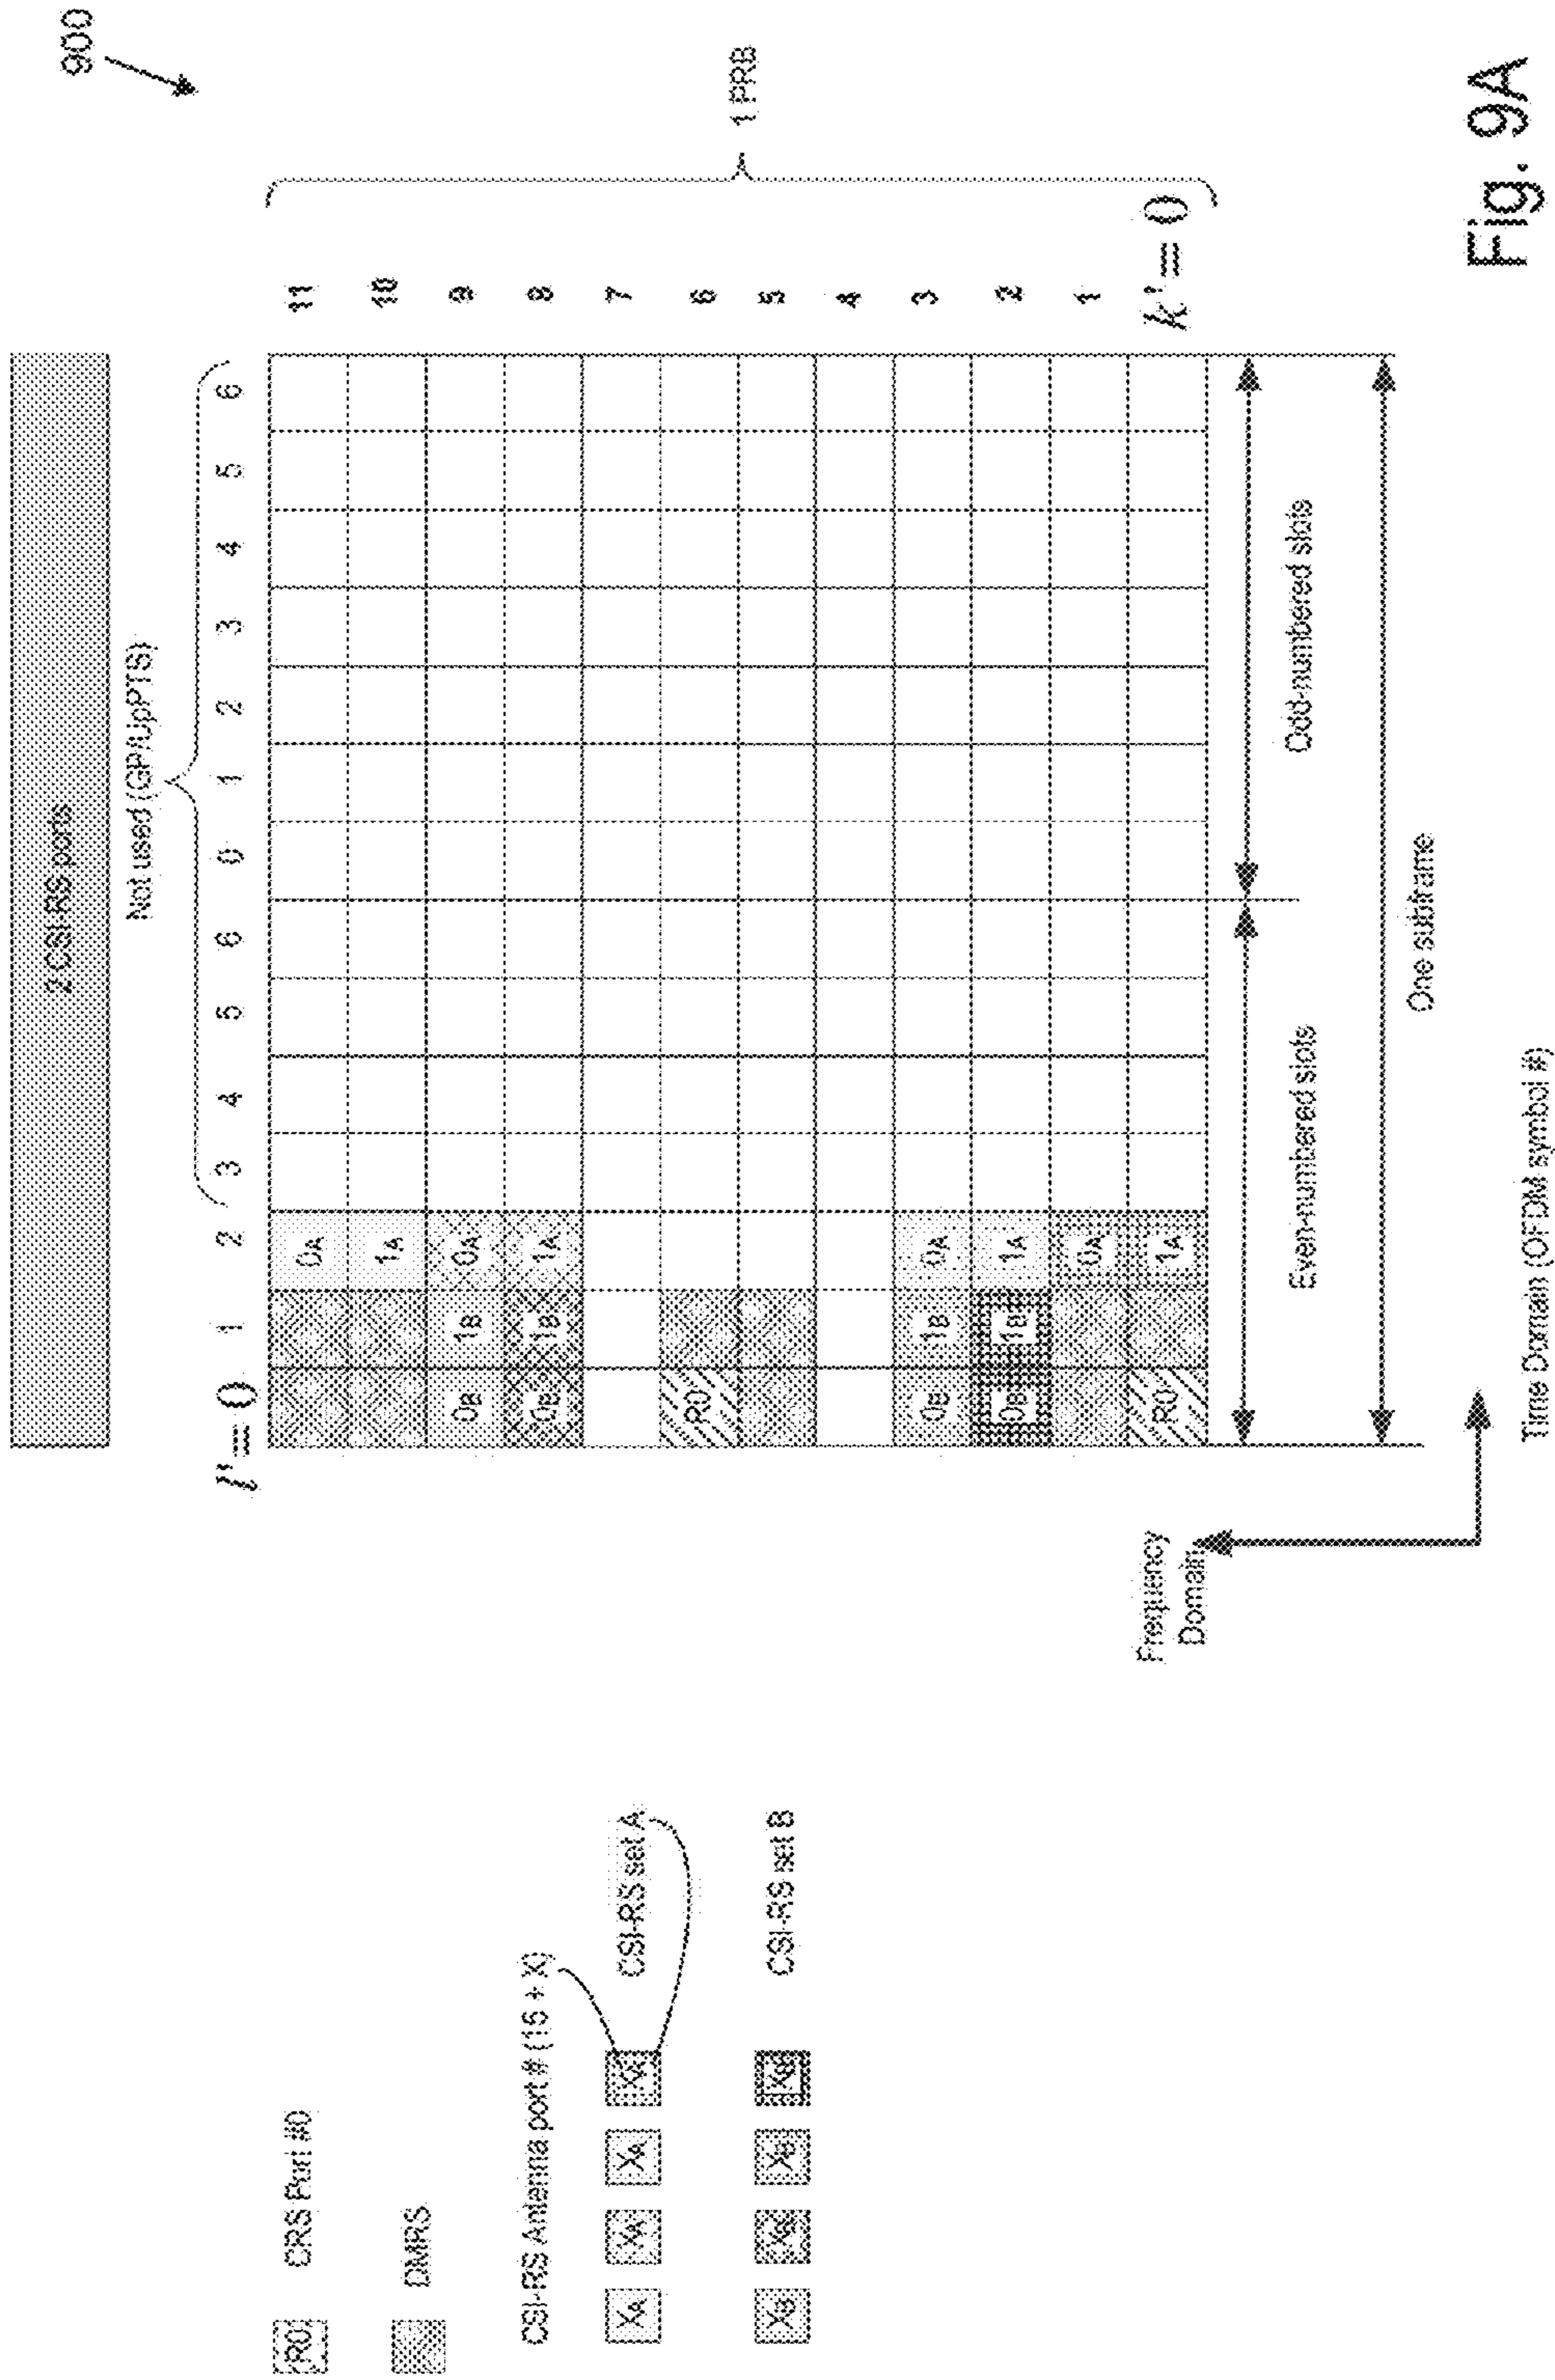 900
2 CSI-RS ports
Not used (GP/UpPTS)
l' = 0 1 2 3 4 5 6 0 1 2 3 4 5 6
0A 11
1A 10
0B 1B 0A 9
0B 1B 1A 8
7
R0 6
5
4
0B 1B 0A 3
0B 1B 1A 2
0A 1
R0 1A k' = 0
1 PRB
Even-numbered slots Odd-numbered slots
One subframe
Frequency
Domain
Time Domain (OFDM symbol #)
R0 CRS Port #0
DMRS
CSI-RS Antenna port # (15 + X)
XA XA XA XA CSI-RS set A
XB XB XB XB CSI-RS set B
Fig. 9A